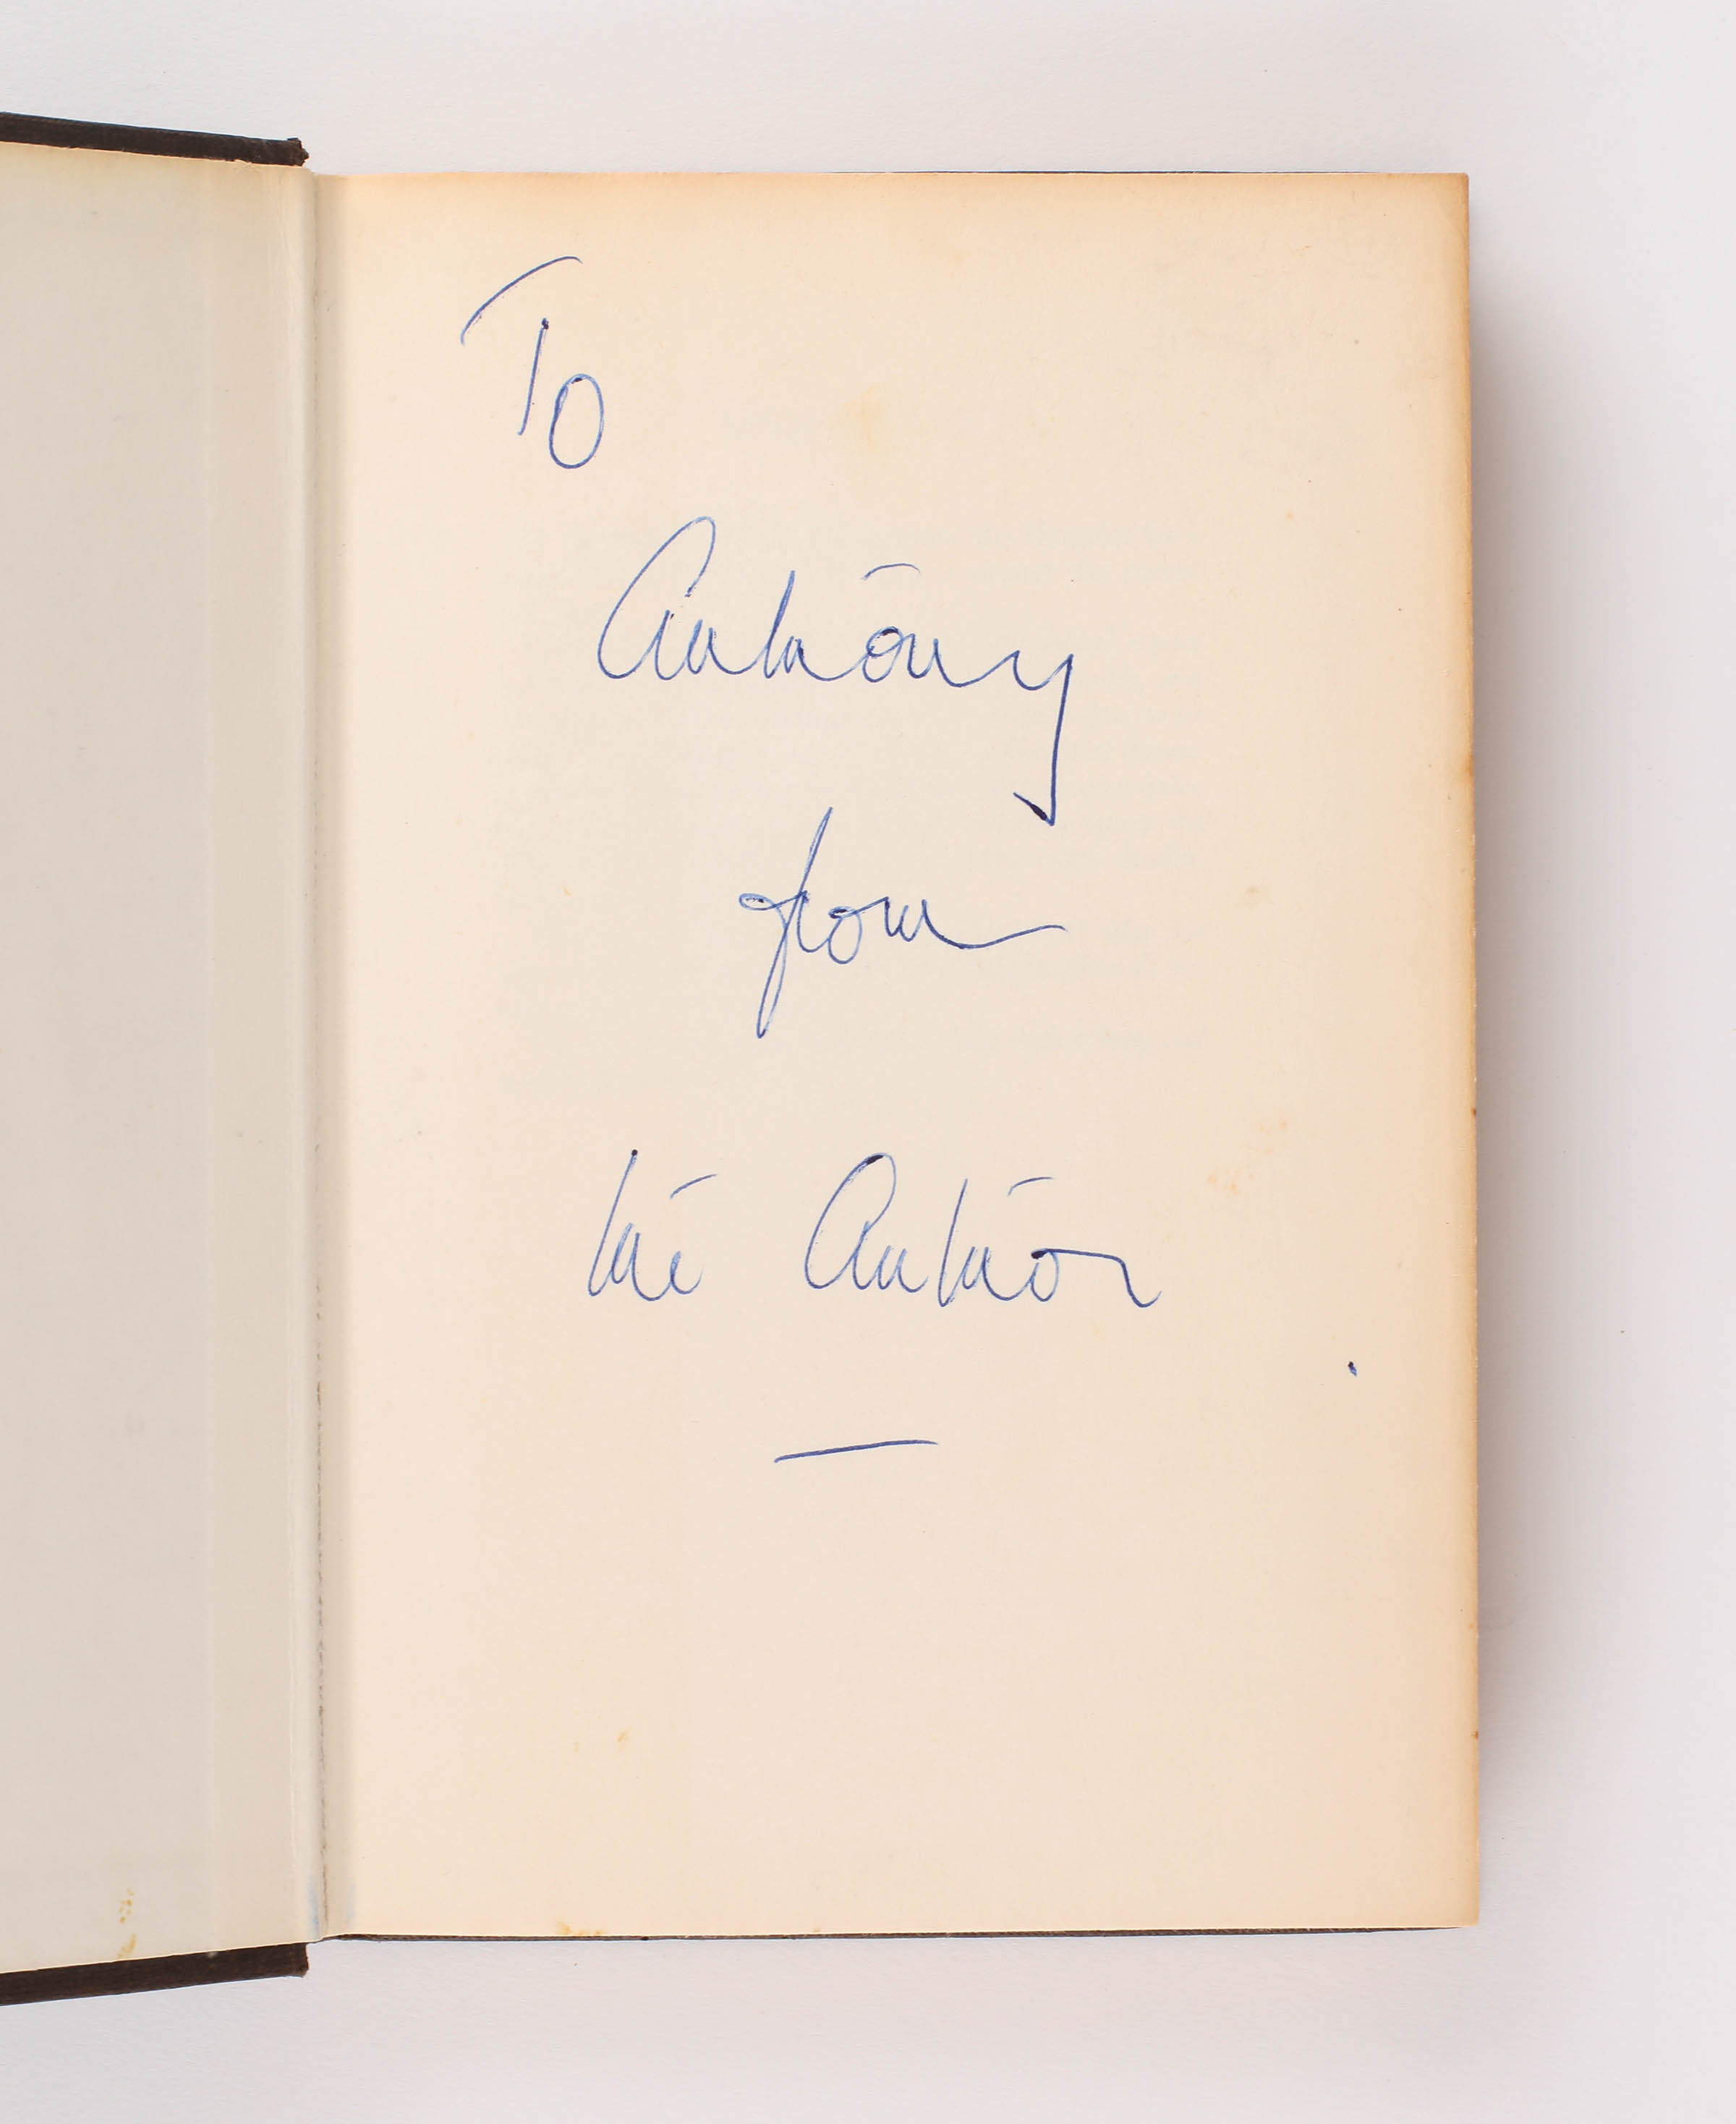 To
Anthony
from
the Author